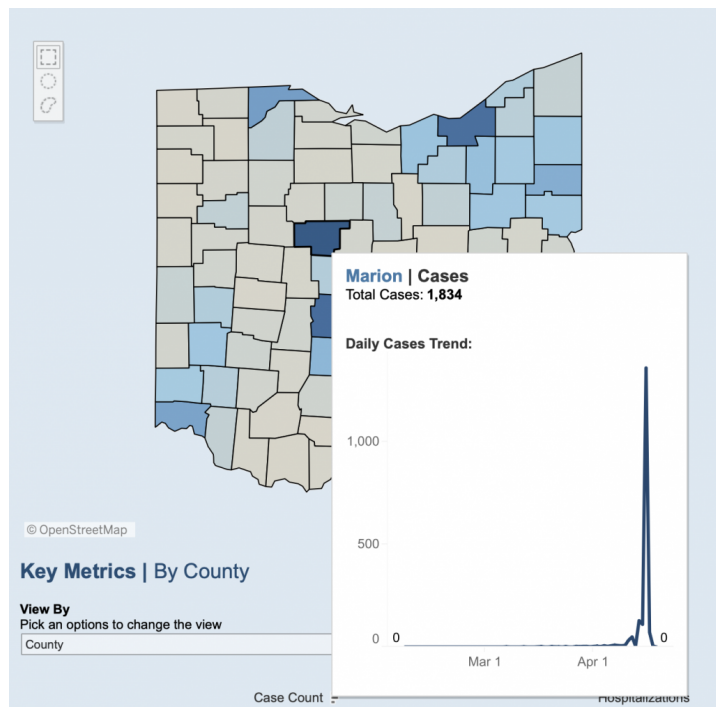 Marion | Cases
Total Cases: 1,834
Daily Cases Trend:
1,000
500
0
0
0
Mar 1
Apr 1
© OpenStreetMap
Key Metrics | By County
View By
Pick an options to change the view
County
Case Count
Hospitalizations